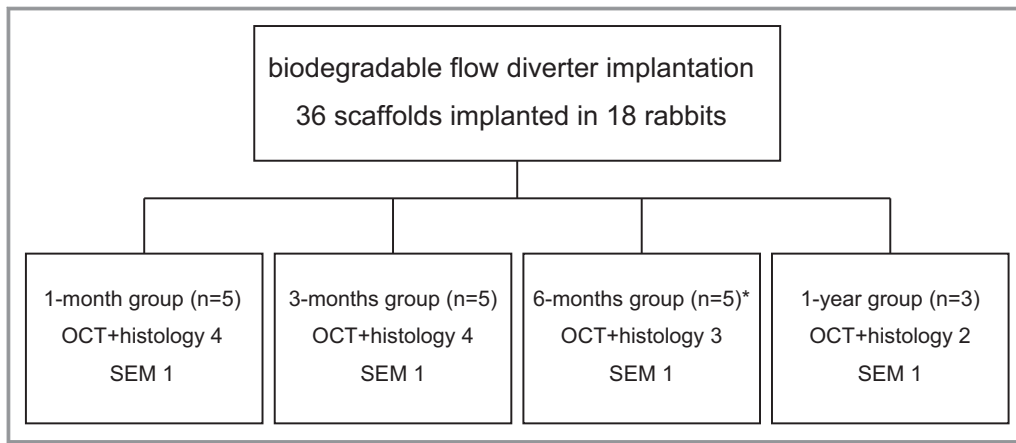 biodegradable flow diverter implantation
36 scaffolds implanted in 18 rabbits
1-month group (n=5)
OCT+histology 4
SEM 1
3-months group (n=5)
OCT+histology 4
SEM 1
6-months group (n=5)*
OCT+histology 3
SEM 1
1-year group (n=3)
OCT+histology 2
SEM 1